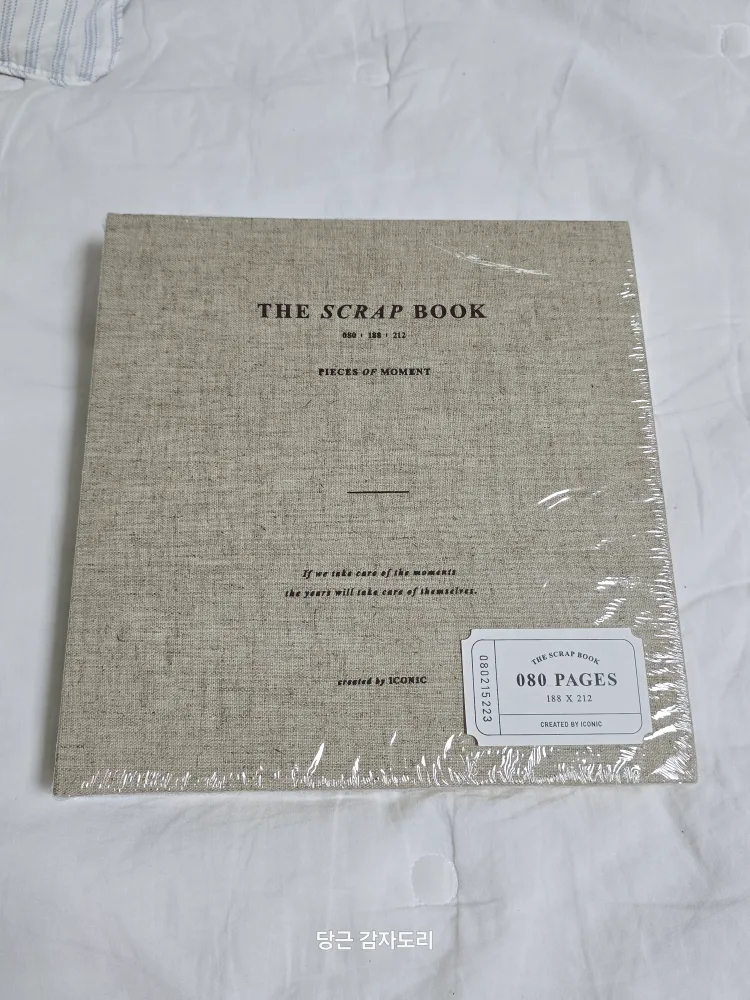 THE SCRAP BOOK
080 · 188 · 212
PIECES OF MOMENT
If we take care of the moments
the years will take care of themselves.
created by ICONIC
080215223
THE SCRAP BOOK
080 PAGES
188 X 212
CREATED BY ICONIC
당근 감자도리